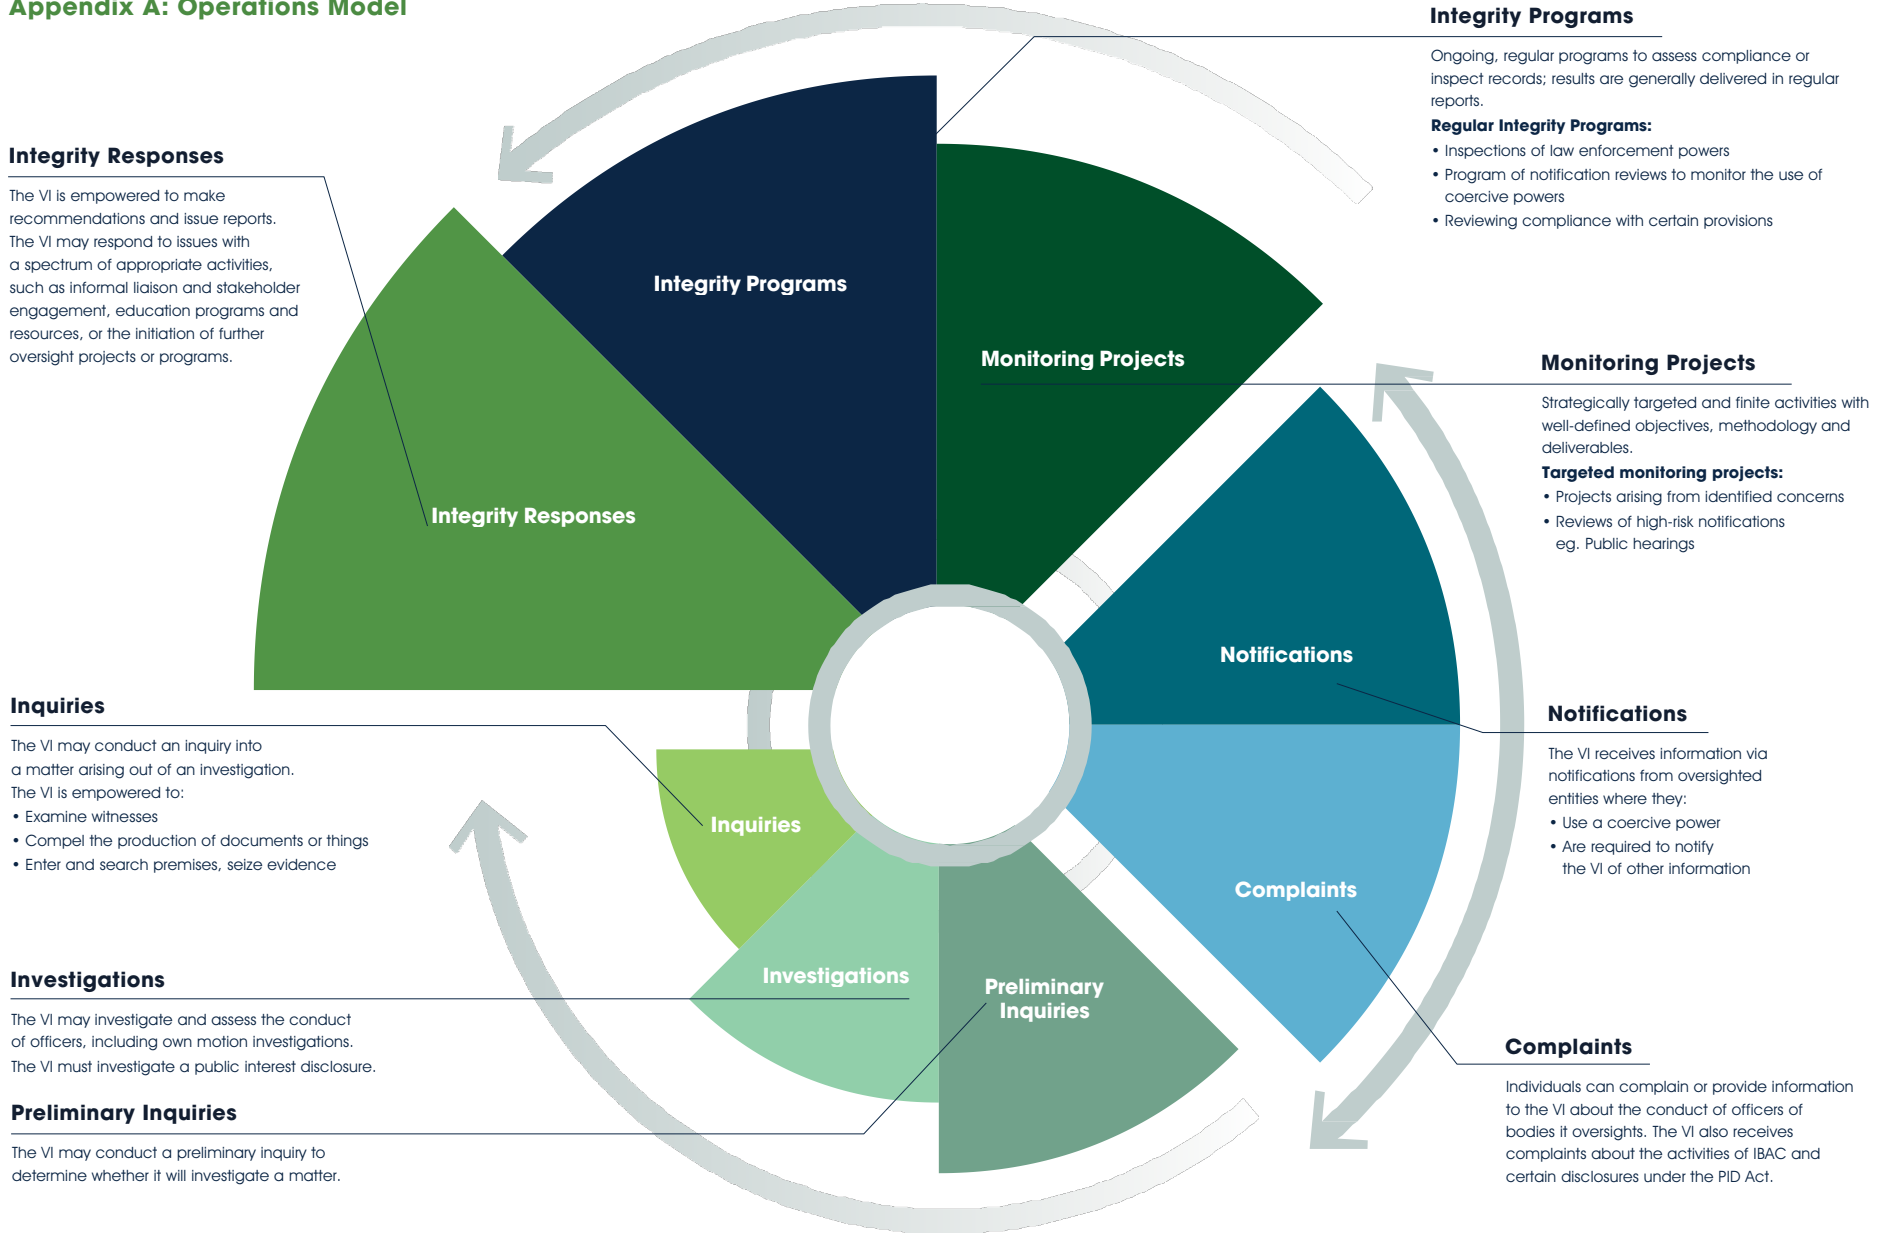 Appendix A: Operations Model
Integrity Programs
Ongoing, regular programs to assess compliance or
inspect records; results are generally delivered in regular
reports.
Regular Integrity Programs:
• Inspections of law enforcement powers
• Program of notification reviews to monitor the use of
coercive powers
• Reviewing compliance with certain provisions
Integrity Responses
The VI is empowered to make
recommendations and issue reports.
The VI may respond to issues with
a spectrum of appropriate activities,
such as informal liaison and stakeholder
engagement, education programs and
resources, or the initiation of further
oversight projects or programs.
Integrity Programs
Monitoring Projects
Integrity Responses
Monitoring Projects
Strategically targeted and finite activities with
well-defined objectives, methodology and
deliverables.
Targeted monitoring projects:
• Projects arising from identified concerns
• Reviews of high-risk notifications
eg. Public hearings
Notifications
Notifications
The VI receives information via
notifications from oversighted
entities where they:
• Use a coercive power
• Are required to notify
the VI of other information
Inquiries
The VI may conduct an inquiry into
a matter arising out of an investigation.
The VI is empowered to:
• Examine witnesses
• Compel the production of documents or things
• Enter and search premises, seize evidence
Inquiries
Complaints
Investigations
Preliminary
Inquiries
Investigations
The VI may investigate and assess the conduct
of officers, including own motion investigations.
The VI must investigate a public interest disclosure.
Preliminary Inquiries
The VI may conduct a preliminary inquiry to
determine whether it will investigate a matter.
Complaints
Individuals can complain or provide information
to the VI about the conduct of officers of
bodies it oversights. The VI also receives
complaints about the activities of IBAC and
certain disclosures under the PID Act.